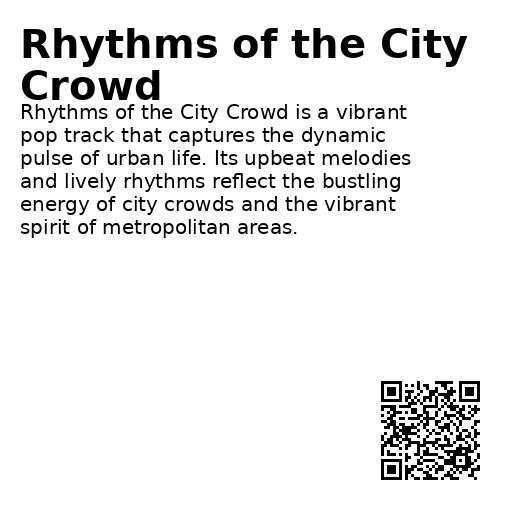 Rhythms of the City
Crowd
Rhythms of the City Crowd is a vibrant
pop track that captures the dynamic
pulse of urban life. Its upbeat melodies
and lively rhythms reflect the bustling
energy of city crowds and the vibrant
spirit of metropolitan areas.